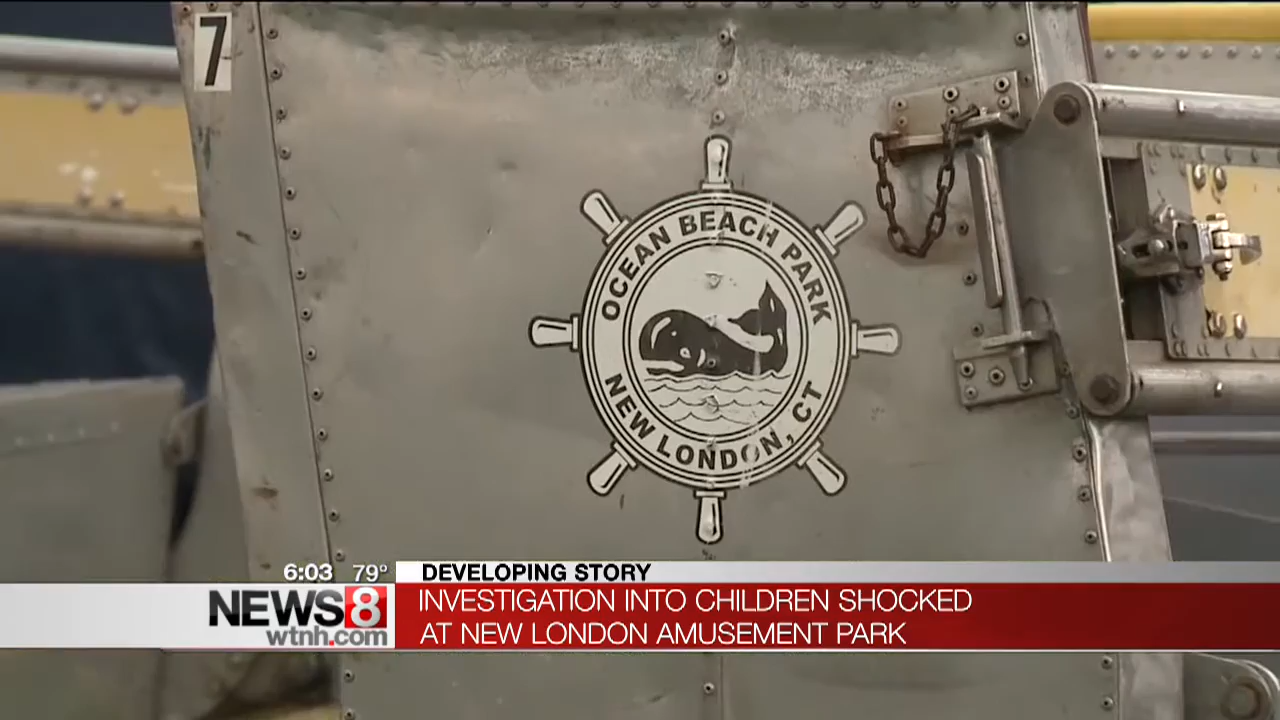 7
OCEAN BEACH PARK
NEW LONDON, CT
6:03 79°
DEVELOPING STORY
NEWS8
wtnh.com
INVESTIGATION INTO CHILDREN SHOCKED
AT NEW LONDON AMUSEMENT PARK